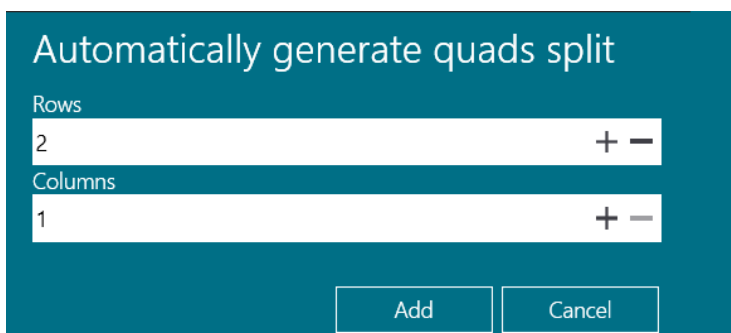 Automatically generate quads split
Rows
2
Columns
1
Add Cancel